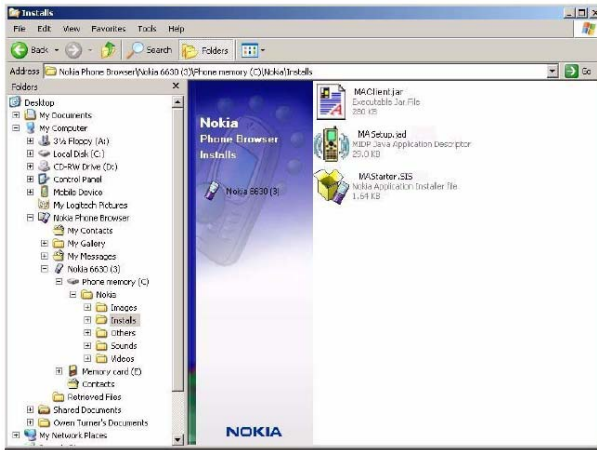 Installs
File Edit View Favorites Tools Help
Back Search Folders
Address Nokia Phone Browser\Nokia 6630 (3)\Phone memory (C)\Nokia\Installs Go
Folders
Desktop
My Documents
My Computer
3½ Floppy (A:)
Local Disk (C:)
CD-RW Drive (D:)
Control Panel
Mobile Device
My Logitech Pictures
Nokia Phone Browser
My Contacts
My Gallery
My Messages
Nokia 6630 (3)
Phone memory (C)
Nokia
Images
Installs
Others
Sounds
Videos
Memory card (E)
Contacts
Retrieved Files
Shared Documents
Owen Turner's Documents
My Network Places
Nokia
Phone Browser
Installs
Nokia 6630 (3)
NOKIA
MAClient.jar
Executable Jar File
280 KB
MASetup.jad
MIDP Java Application Descriptor
29.0 KB
MAStarter.SIS
Nokia Application Installer file
1.64 KB